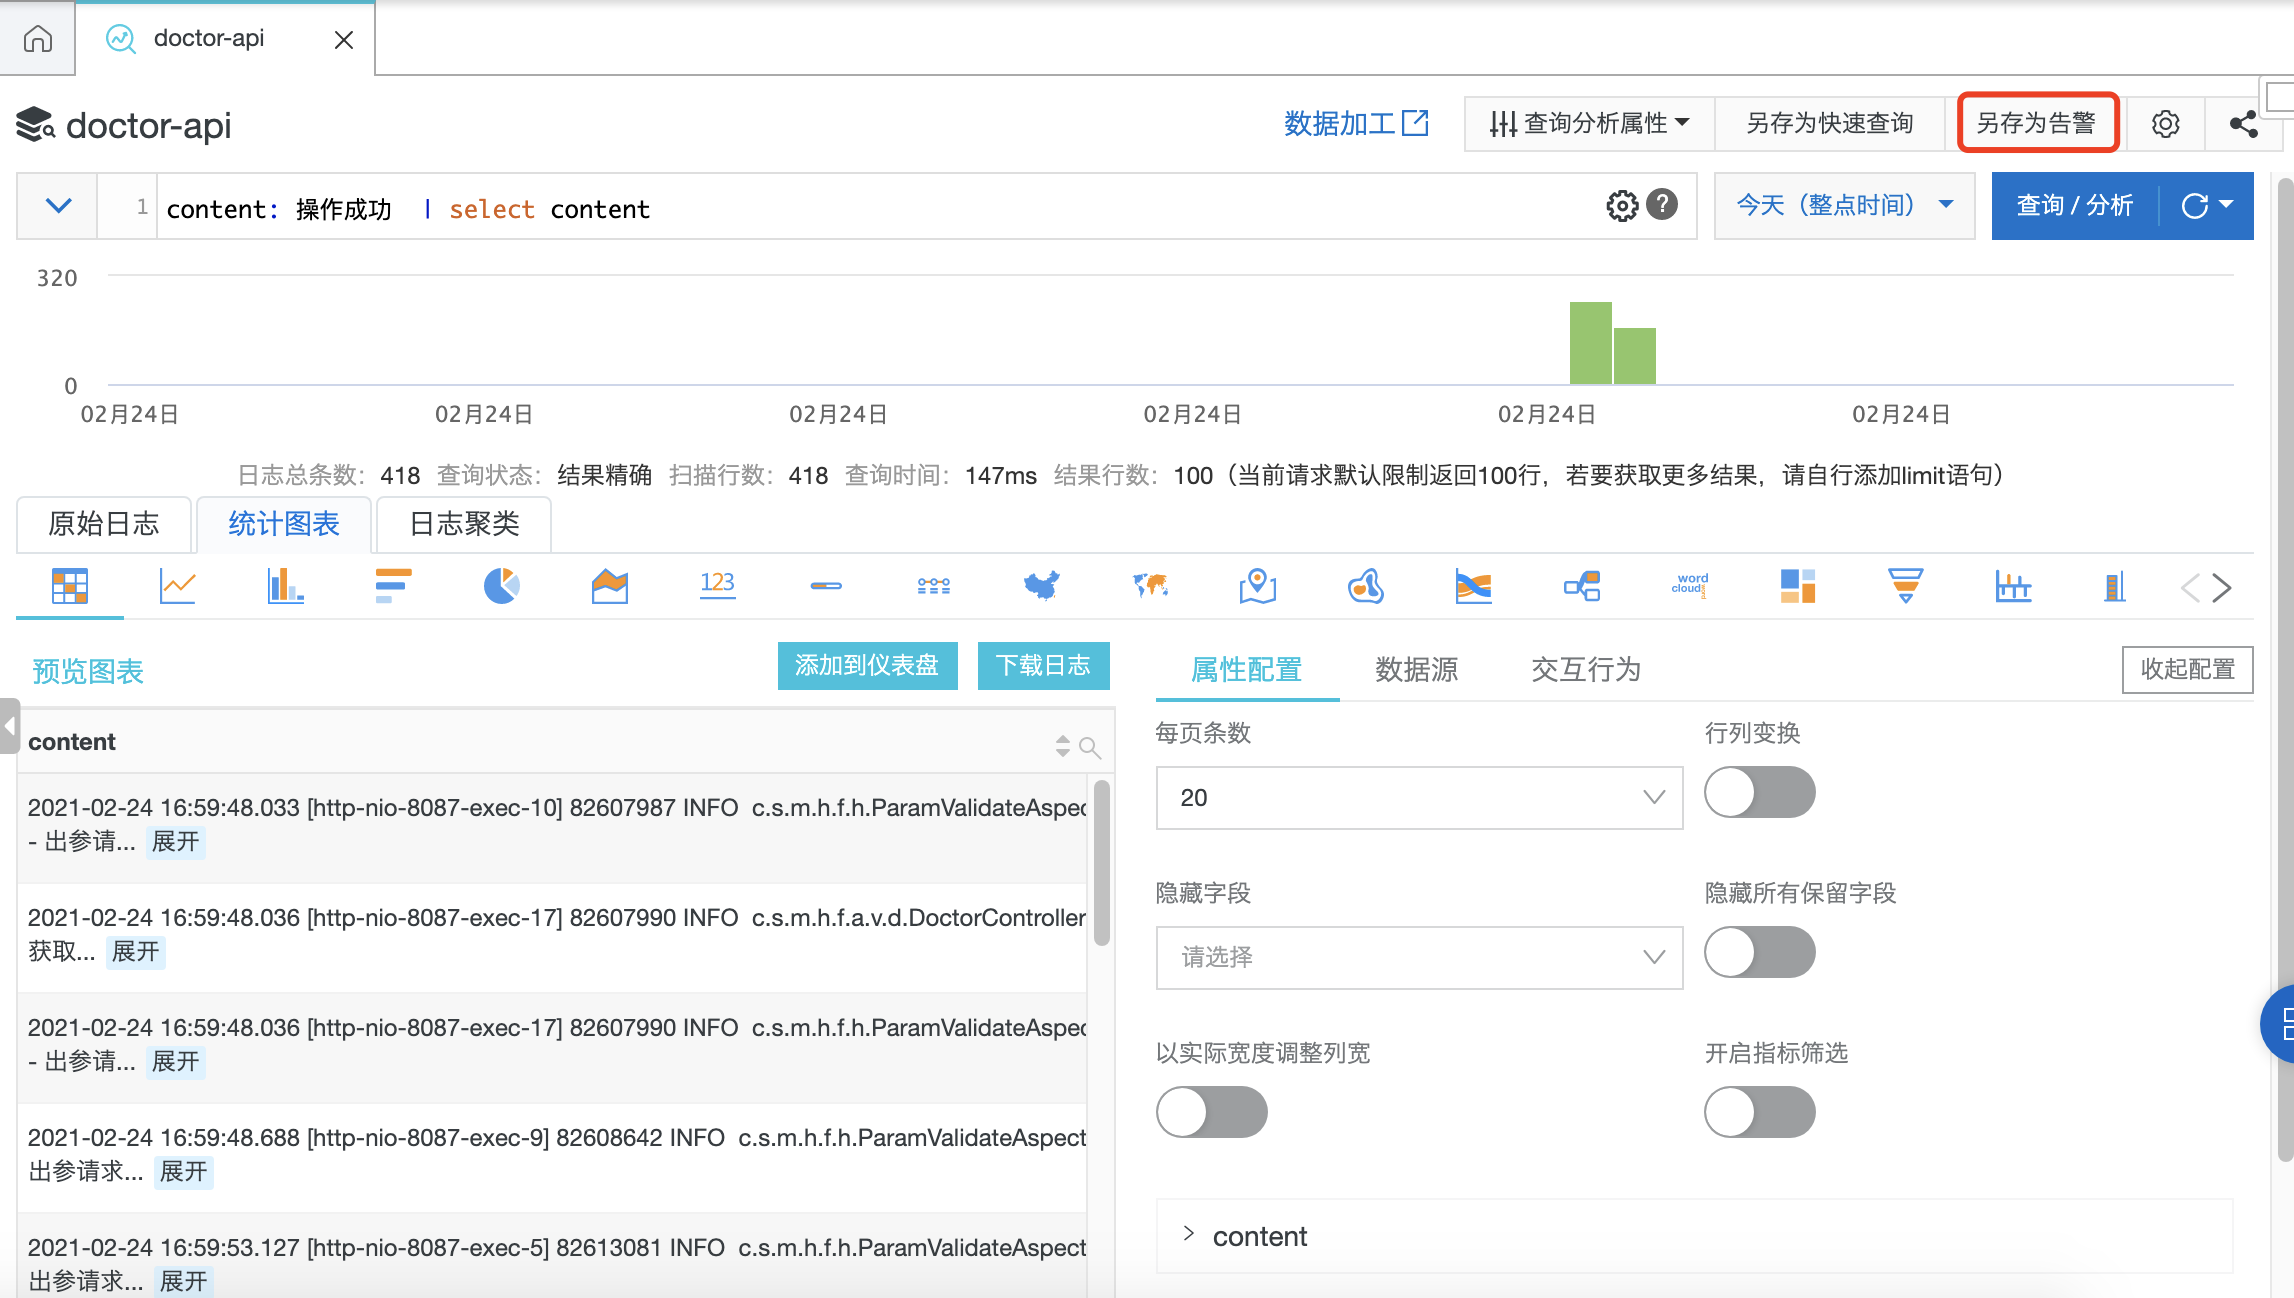 doctor-api
doctor-api
数据加工
查询分析属性
另存为快速查询
另存为告警
1 content: 操作成功 | select content
今天（整点时间）
查询 / 分析
320
0
02月24日 02月24日 02月24日 02月24日 02月24日 02月24日
日志总条数：418 查询状态：结果精确 扫描行数：418 查询时间：147ms 结果行数：100（当前请求默认限制返回100行，若要获取更多结果，请自行添加limit语句）
原始日志 统计图表 日志聚类
123
word
cloud
预览图表
添加到仪表盘
下载日志
属性配置 数据源 交互行为
收起配置
content
2021-02-24 16:59:48.033 [http-nio-8087-exec-10] 82607987 INFO c.s.m.h.f.h.ParamValidateAspec
- 出参请... 展开
2021-02-24 16:59:48.036 [http-nio-8087-exec-17] 82607990 INFO c.s.m.h.f.a.v.d.DoctorController
获取... 展开
2021-02-24 16:59:48.036 [http-nio-8087-exec-17] 82607990 INFO c.s.m.h.f.h.ParamValidateAspec
- 出参请... 展开
2021-02-24 16:59:48.688 [http-nio-8087-exec-9] 82608642 INFO c.s.m.h.f.h.ParamValidateAspect
出参请求... 展开
2021-02-24 16:59:53.127 [http-nio-8087-exec-5] 82613081 INFO c.s.m.h.f.h.ParamValidateAspect
出参请求... 展开
每页条数
20
行列变换
隐藏字段
请选择
隐藏所有保留字段
以实际宽度调整列宽
开启指标筛选
content